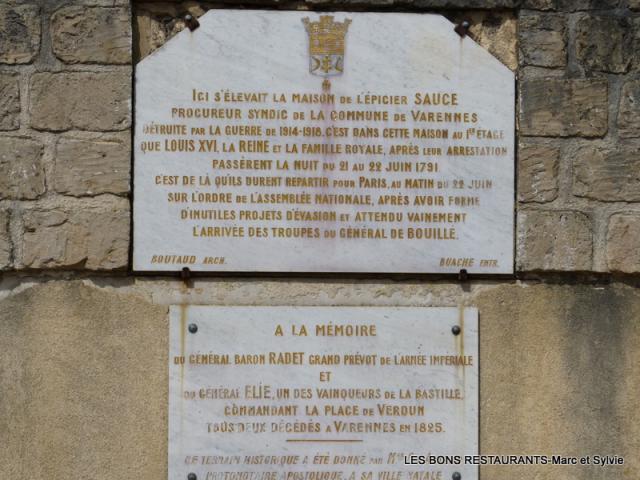 ICI S'ÉLEVAIT LA MAISON DE L'ÉPICIER SAUCE
PROCUREUR SYNDIC DE LA COMMUNE DE VARENNES
DÉTRUITE PAR LA GUERRE DE 1914-1918. C'EST DANS CETTE MAISON AU 1ER ÉTAGE
QUE LOUIS XVI, LA REINE ET LA FAMILLE ROYALE, APRÈS LEUR ARRESTATION
PASSÈRENT LA NUIT DU 21 AU 22 JUIN 1791
C'EST DE LÀ QU'ILS DURENT REPARTIR POUR PARIS, AU MATIN DU 22 JUIN
SUR L'ORDRE DE L'ASSEMBLÉE NATIONALE, APRÈS AVOIR FORMÉ
D'INUTILES PROJETS D'ÉVASION ET ATTENDU VAINEMENT
L'ARRIVÉE DES TROUPES DU GÉNÉRAL DE BOUILLÉ.
BOUTAUD ARCH. BUACHE ENTR.
A LA MÉMOIRE
DU GÉNÉRAL BARON RADET GRAND PRÉVOT DE L'ARMÉE IMPÉRIALE
ET
DU GÉNÉRAL ELIE, UN DES VAINQUEURS DE LA BASTILLE,
COMMANDANT LA PLACE DE VERDUN
TOUS DEUX DÉCÉDÉS A VARENNES EN 1825.
CE TERRAIN HISTORIQUE A ÉTÉ DONNÉ PAR
PROTONOTAIRE APOSTOLIQUE, A SA VILLE NATALE
LES BONS RESTAURANTS-Marc et Sylvie